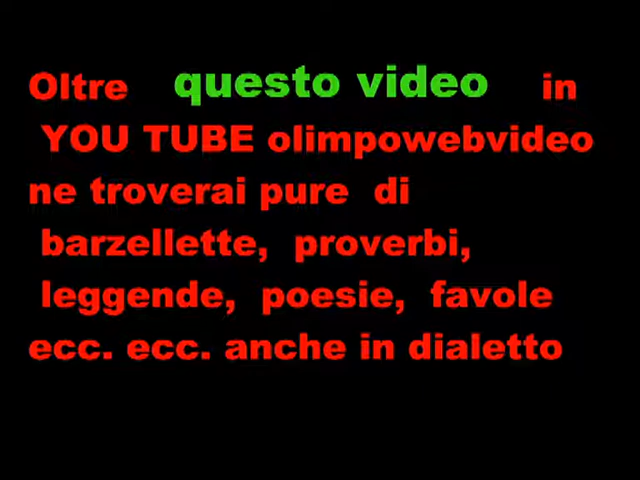 Oltre questo video in
YOU TUBE olimpowebvideo
ne troverai pure di
barzellette, proverbi,
leggende, poesie, favole
ecc. ecc. anche in dialetto